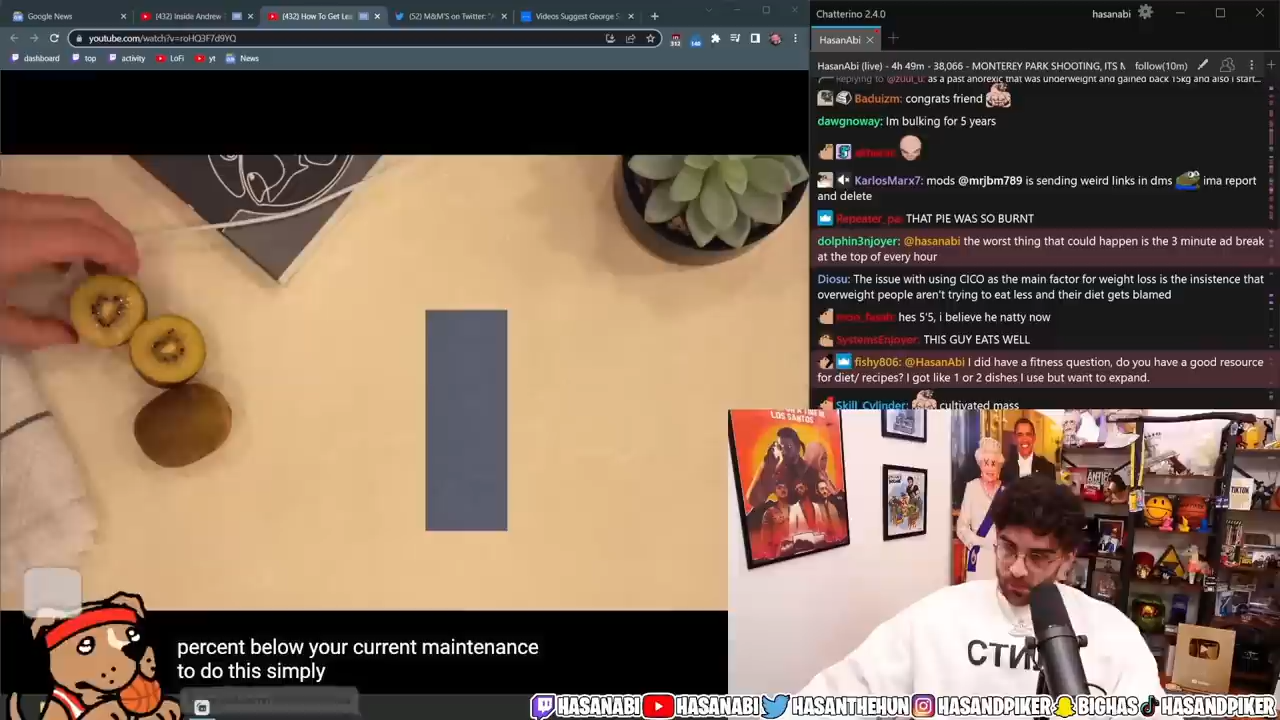 Google News
(432) Inside Andrew
(432) How To Get Lea
(52) M&M'S on Twitter: "
Videos Suggest George S
youtube.com/watch?v=roHQ3F7d9YQ
dashboard
top
activity
LoFi
yt
News
percent below your current maintenance
to do this simply
Chatterino 2.4.0
hasanabi
HasanAbi
HasanAbi (live) - 4h 49m - 38,066 - MONTEREY PARK SHOOTING, ITS M
follow(10m)
Replying to @zuul_u: as a past anorexic that was underweight and gained back 15kg and also i start...
Baduizm: congrats friend
dawgnoway: Im bulking for 5 years
KarlosMarx7: mods @mrjbm789 is sending weird links in dms ima report
and delete
Repeater_pa: THAT PIE WAS SO BURNT
dolphin3njoyer: @hasanabi the worst thing that could happen is the 3 minute ad break
at the top of every hour
Diosu: The issue with using CICO as the main factor for weight loss is the insistence that
overweight people aren't trying to eat less and their diet gets blamed
hes 5'5, i believe he natty now
SystemsEnjoyer: THIS GUY EATS WELL
fishy806: @HasanAbi I did have a fitness question, do you have a good resource
for diet/ recipes? I got like 1 or 2 dishes I use but want to expand.
Skill_Cylinder: cultivated mass
LOS SANTOS
ANTIFA
TIKTOK
HASANABI
HASANABI
HASANTHEHUN
HASANDPIKER
BIGHAS
HASANDPIKER